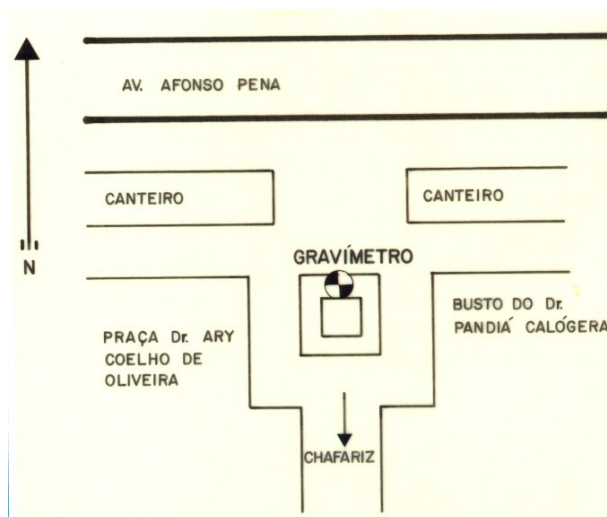 AV. AFONSO PENA
CANTEIRO
CANTEIRO
N
GRAVÍMETRO
PRAÇA Dr. ARY
COELHO DE
OLIVEIRA
BUSTO DO Dr.
PANDIÁ CALÓGERA
CHAFARIZ